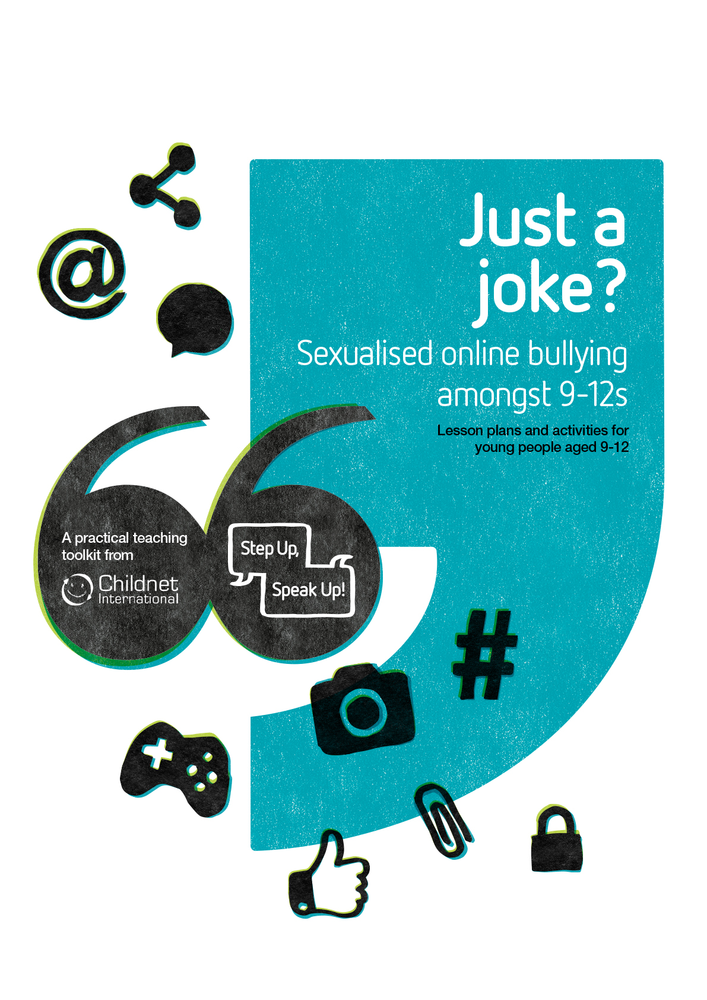 Just a
joke?
Sexualised online bullying
amongst 9-12s
Lesson plans and activities for
young people aged 9-12
A practical teaching
toolkit from
Childnet
International
Step Up,
Speak Up!
@
#